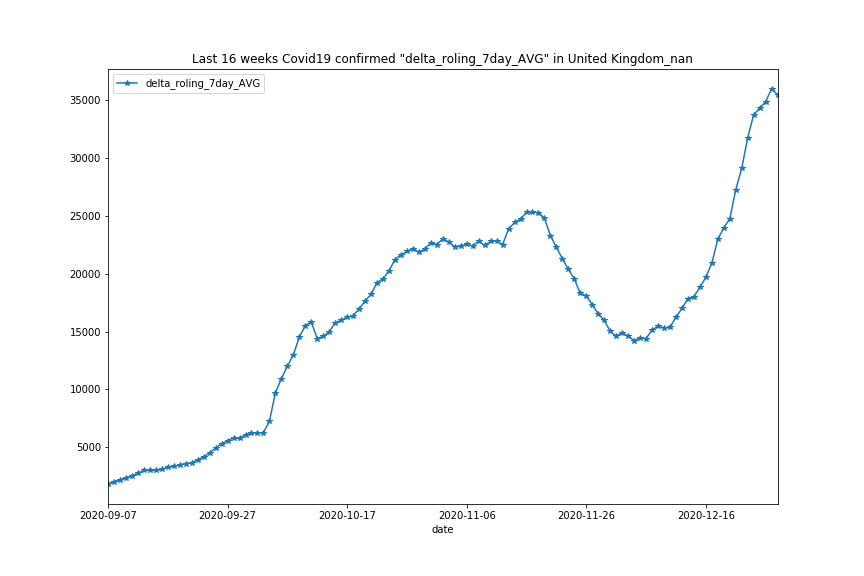 Last 16 weeks Covid19 confirmed "delta_roling_7day_AVG" in United Kingdom_nan
delta_roling_7day_AVG
35000
30000
25000
20000
15000
10000
5000
2020-09-07 2020-09-27 2020-10-17 2020-11-06 2020-11-26 2020-12-16
date